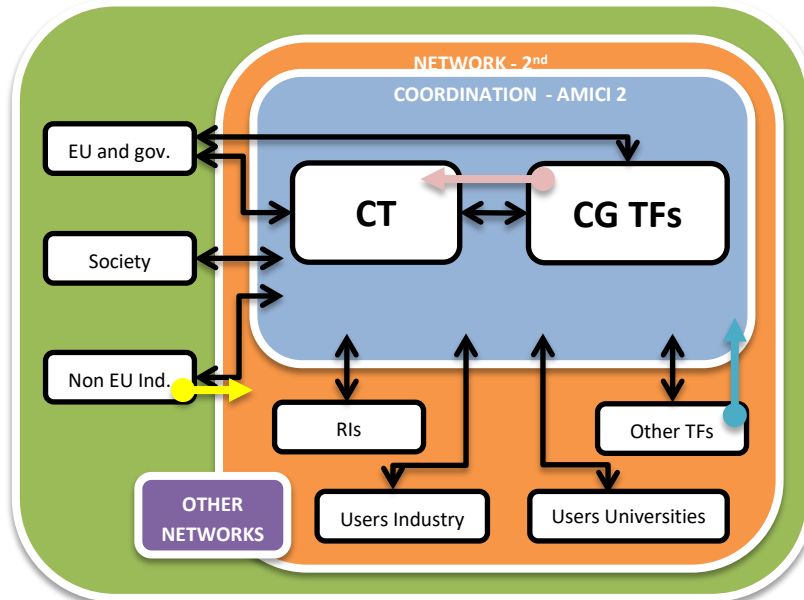 NETWORK - 2nd
COORDINATION - AMICI 2
EU and gov.
CT
CG TFs
Society
Non EU Ind.
RIs
Other TFs
OTHER
NETWORKS
Users Industry
Users Universities